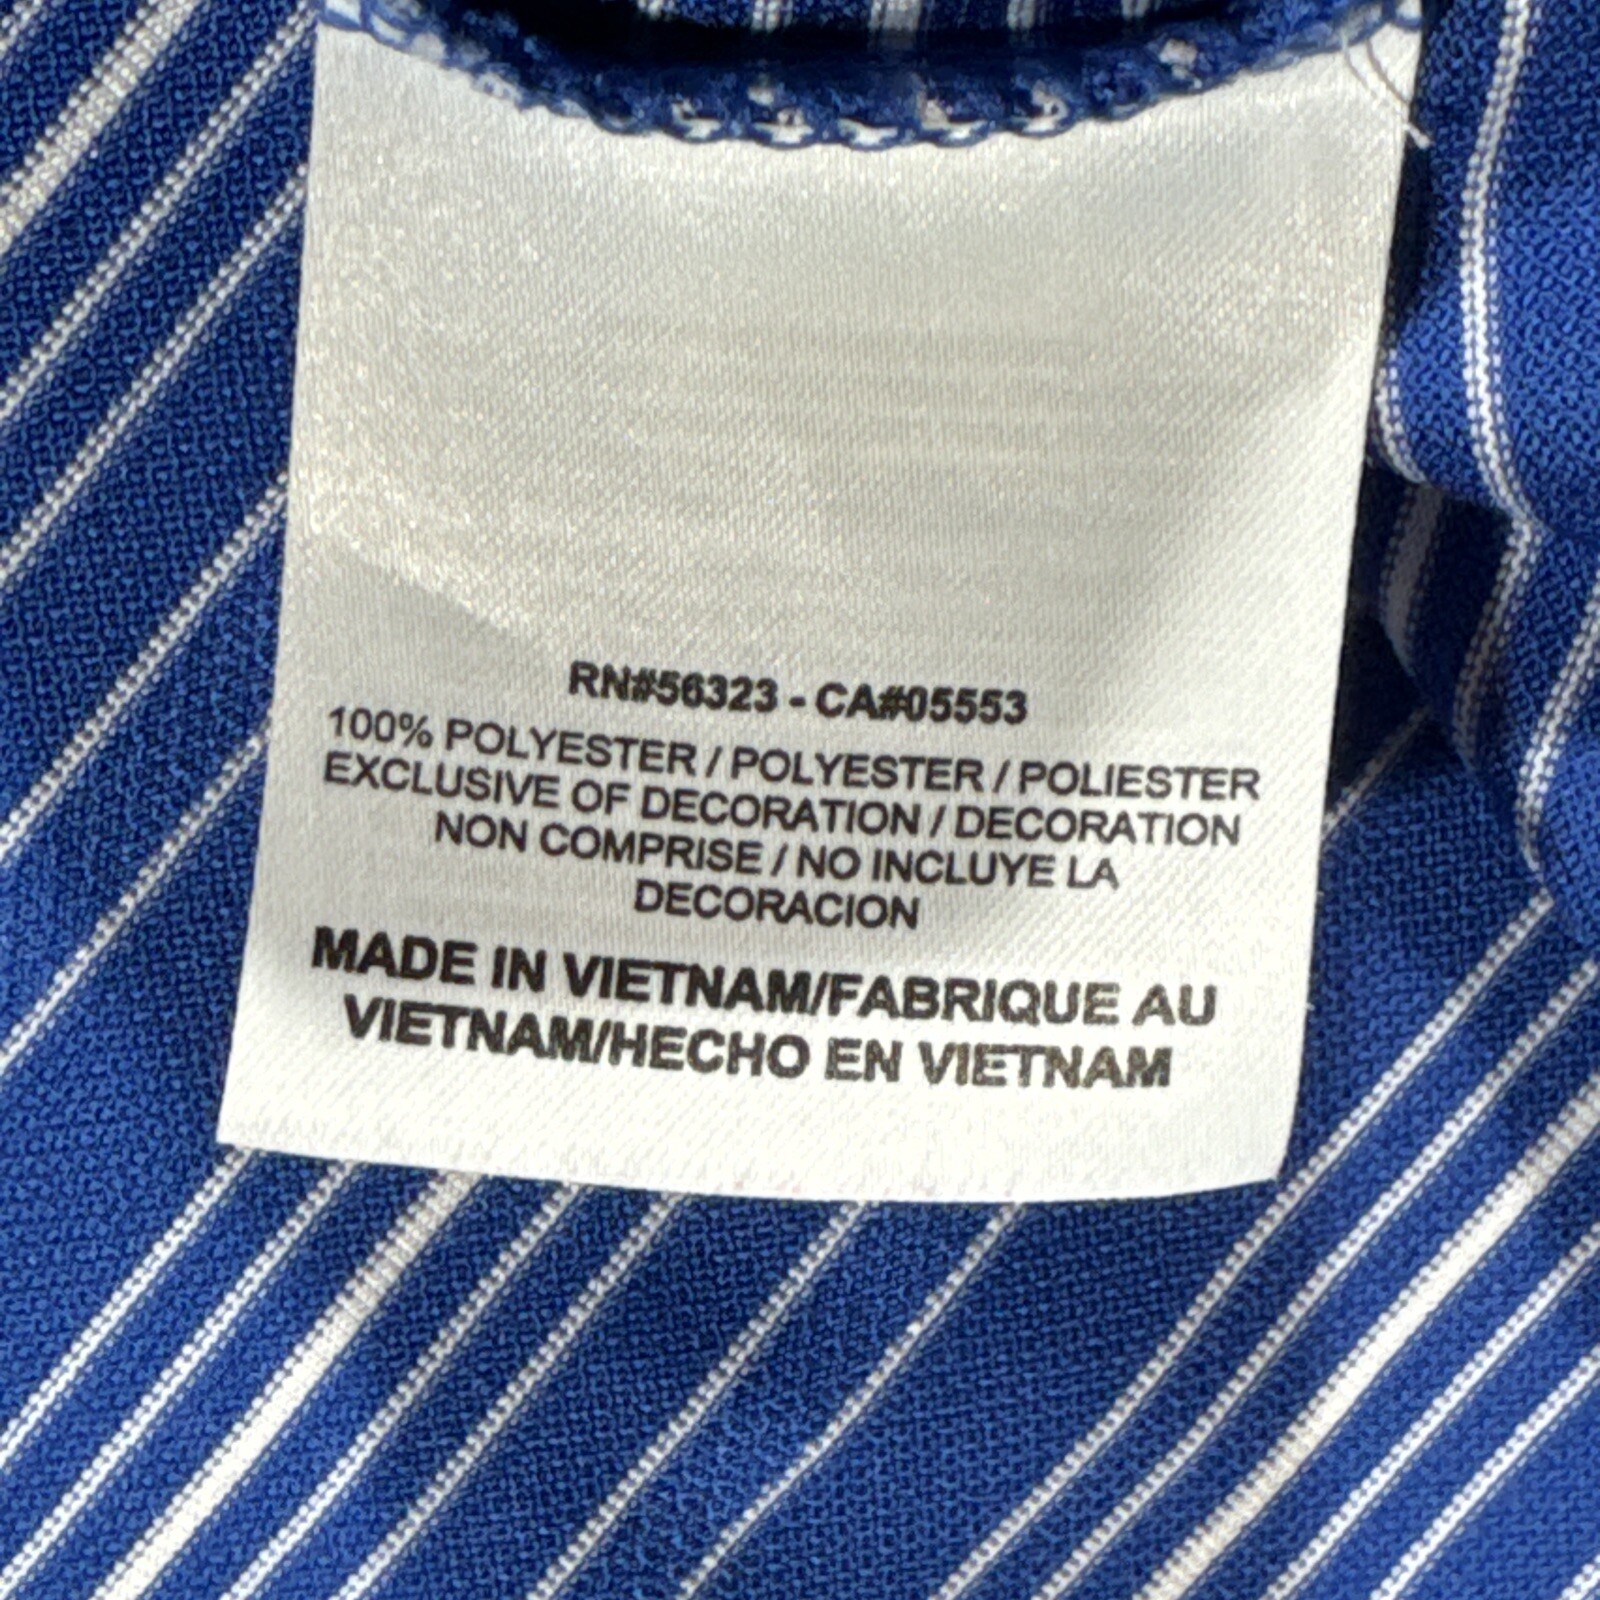 RN#56323 - CA#05553
100% POLYESTER / POLYESTER / POLIESTER
EXCLUSIVE OF DECORATION / DECORATION
NON COMPRISE / NO INCLUYE LA
DECORACION
MADE IN VIETNAM/FABRIQUE AU
VIETNAM/HECHO EN VIETNAM